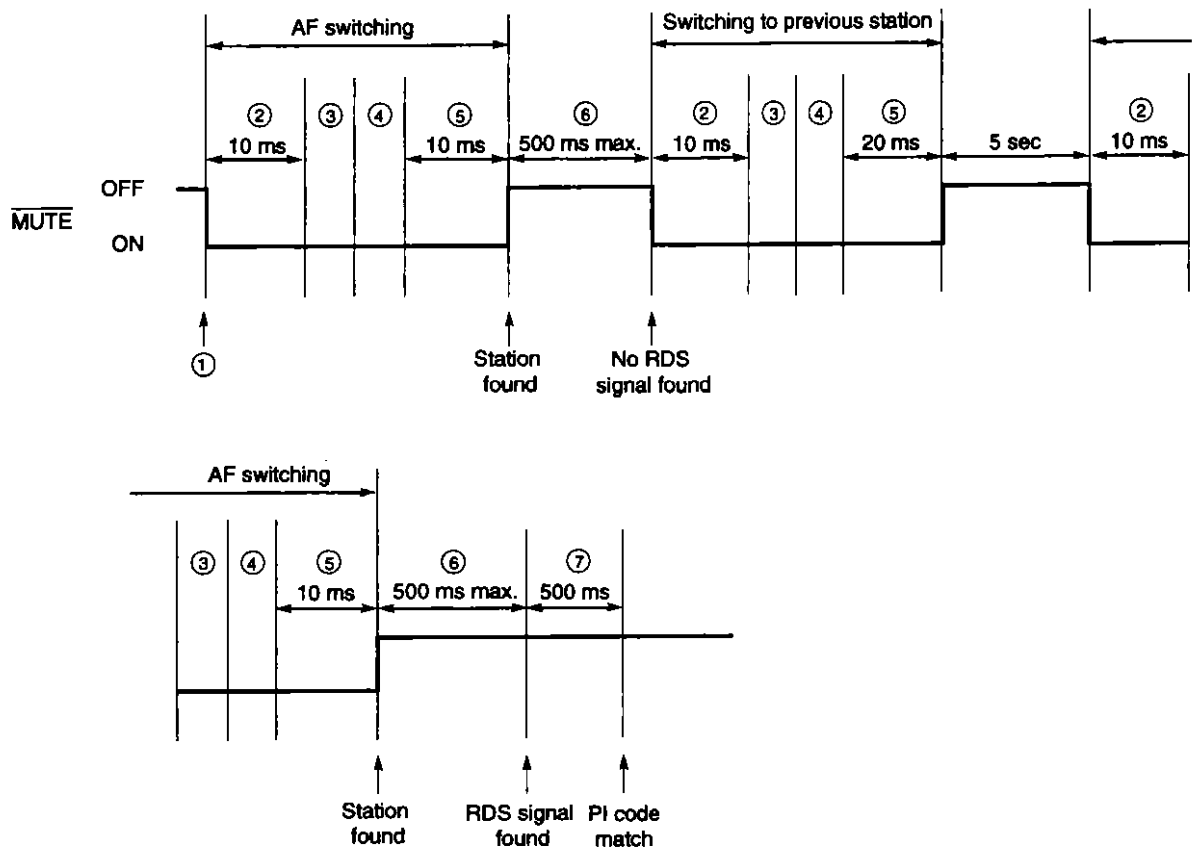 AF switching
Switching to previous station
② ③ ④ ⑤ ⑥ ② ③ ④ ⑤ ②
10 ms 10 ms 500 ms max. 10 ms 20 ms 5 sec 10 ms
OFF
MUTE
ON
①
Station found
No RDS signal found
AF switching
③ ④ ⑤ ⑥ ⑦
10 ms 500 ms max. 500 ms
Station found
RDS signal found
PI code match